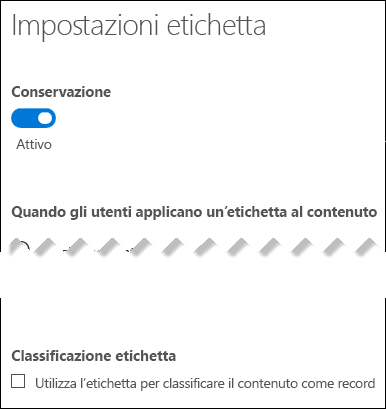 Impostazioni etichetta
Conservazione
Attivo
Quando gli utenti applicano un'etichetta al contenuto
Classificazione etichetta
Utilizza l'etichetta per classificare il contenuto come record